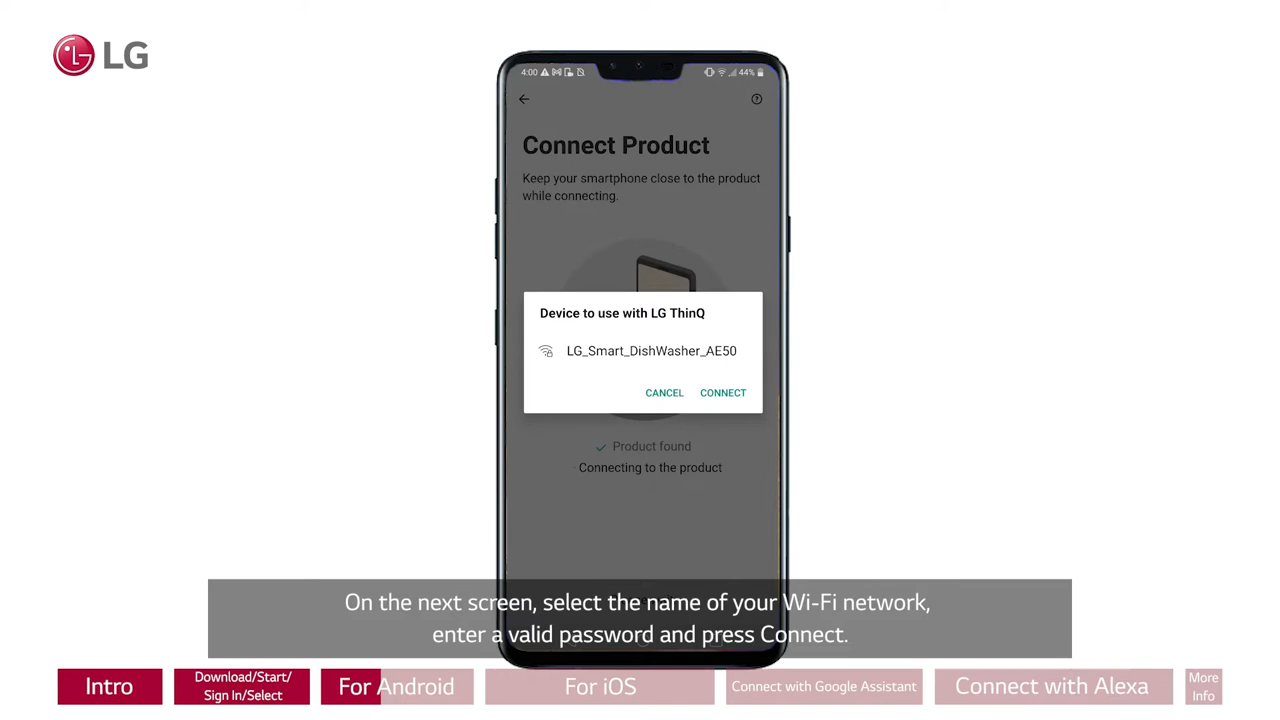 LG
4:00
44%
Connect Product
Keep your smartphone close to the product
while connecting.
Device to use with LG ThinQ
LG_Smart_DishWasher_AE50
CANCEL CONNECT
Product found
Connecting to the product
On the next screen, select the name of your Wi-Fi network,
enter a valid password and press Connect.
Intro
Download/Start/
Sign In/Select
For Android
For iOS
Connect with Google Assistant
Connect with Alexa
More
Info